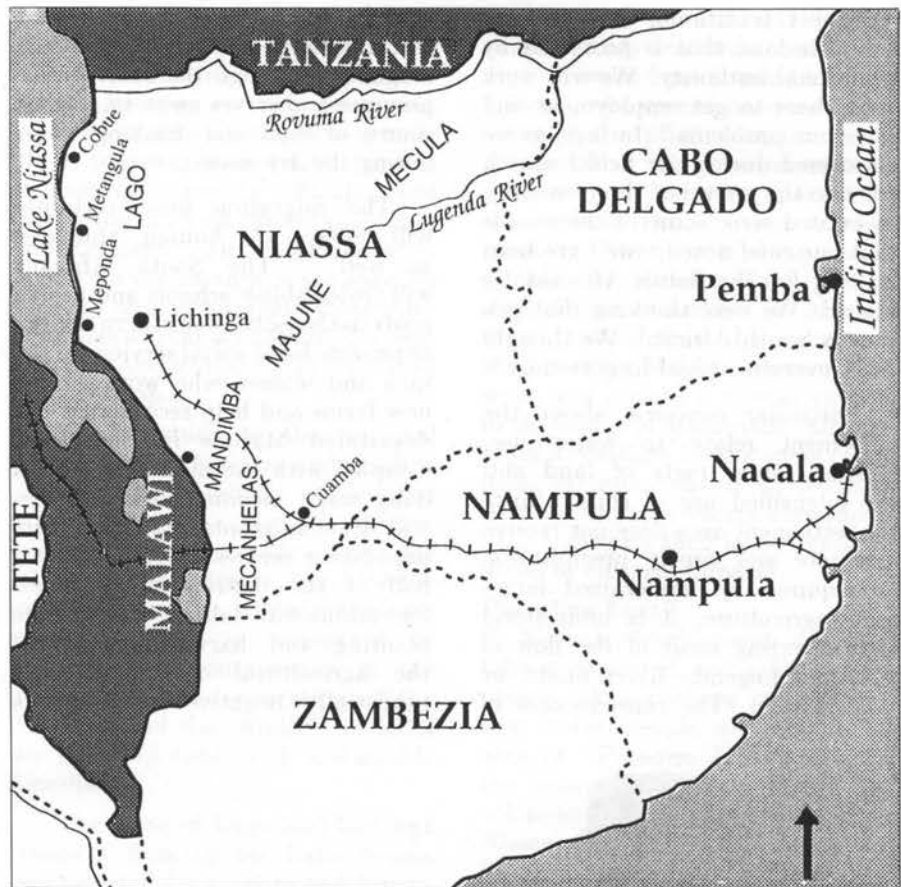 TANZANIA
Rovuma River
Lake Niassa
Cobue
Metangula
LAGO
MECULA
Lugenda River
CABO
DELGADO
Indian Ocean
NIASSA
Pemba
Meponda
Lichinga
MAJUNE
MANDIMBA
Nacala
Cuamba
NAMPULA
TETE
MALAWI
MECANHELAS
Nampula
ZAMBEZIA